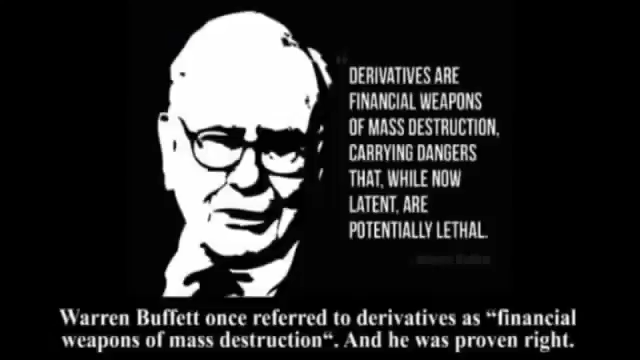 "
DERIVATIVES ARE
FINANCIAL WEAPONS
OF MASS DESTRUCTION,
CARRYING DANGERS
THAT, WHILE NOW
LATENT, ARE
POTENTIALLY LETHAL.
Warren Buffett once referred to derivatives as “financial
weapons of mass destruction“. And he was proven right.